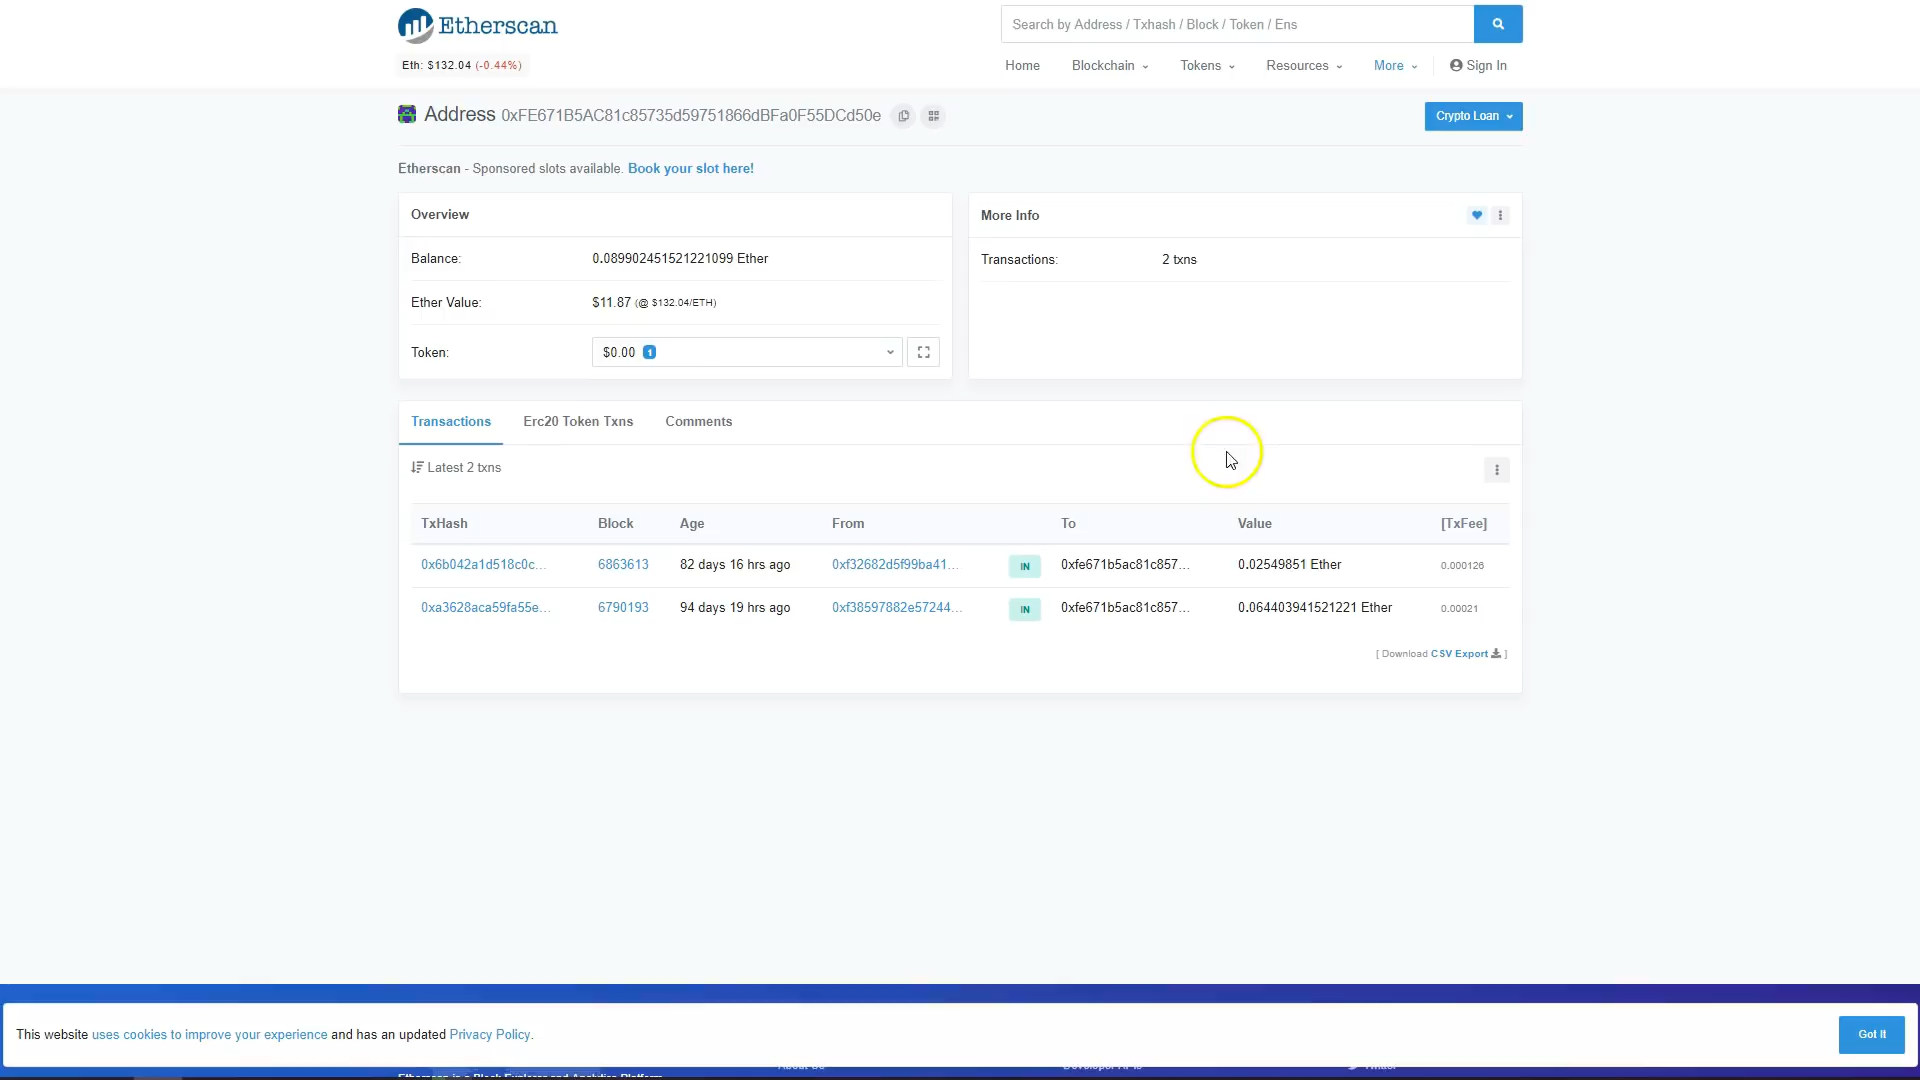 Etherscan
Search by Address / Txhash / Block / Token / Ens
Eth: $132.04 (-0.44%)
Home Blockchain Tokens Resources More Sign In
Address 0xFE671B5AC81c85735d59751866dBFa0F55DCd50e
Crypto Loan
Etherscan - Sponsored slots available. Book your slot here!
Overview
Balance: 0.089902451521221099 Ether
Ether Value: $11.87 (@ $132.04/ETH)
Token: $0.00 1
More Info
Transactions: 2 txns
Transactions Erc20 Token Txns Comments
Latest 2 txns
TxHash Block Age From To Value [TxFee]
0x6b042a1d518c0c... 6863613 82 days 16 hrs ago 0xf32682d5f99ba41... IN 0xfe671b5ac81c857... 0.02549851 Ether 0.000126
0xa3628aca59fa55e... 6790193 94 days 19 hrs ago 0xf38597882e57244... IN 0xfe671b5ac81c857... 0.064403941521221 Ether 0.00021
[ Download CSV Export ]
This website uses cookies to improve your experience and has an updated Privacy Policy.
Got It